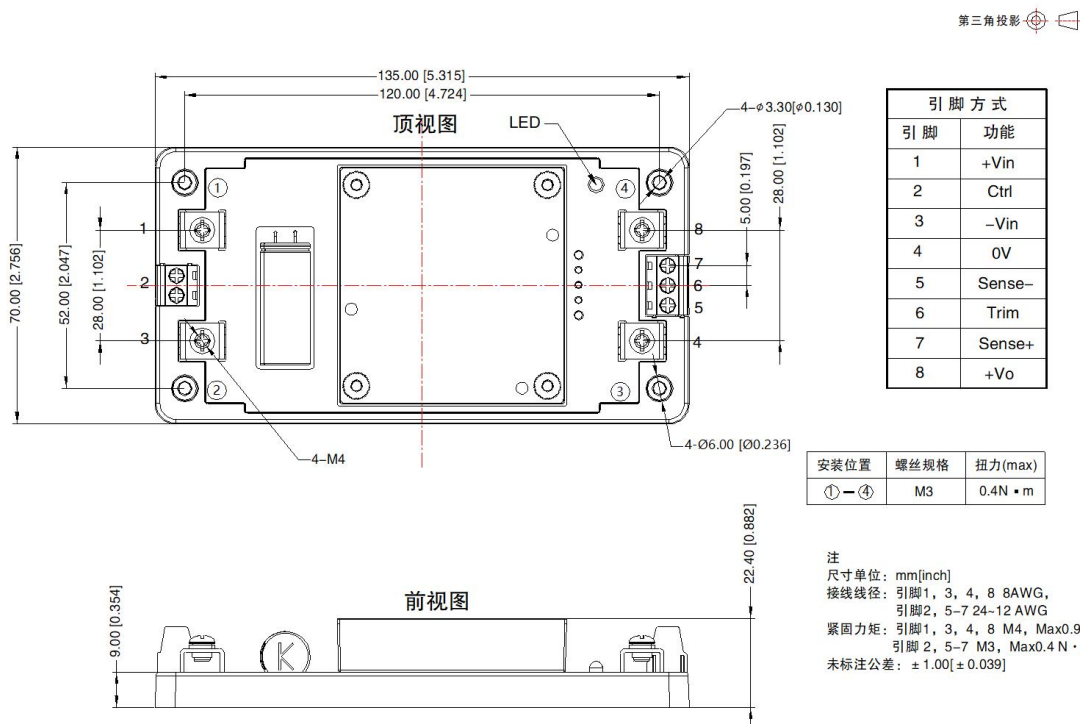 第三角投影
135.00 [5.315]
120.00 [4.724]
顶视图
LED
4-φ3.30[φ0.130]
70.00 [2.756]
52.00 [2.047]
28.00 [1.102]
5.00 [0.197]
28.00 [1.102]
① ④
1 8
2 7
6
5
3 4
② ③
4-M4
4-Ø6.00 [Ø0.236]
引脚方式
引脚 功能
1 +Vin
2 Ctrl
3 −Vin
4 0V
5 Sense−
6 Trim
7 Sense+
8 +Vo
安装位置 螺丝规格 扭力(max)
①－④ M3 0.4N▪m
前视图
9.00 [0.354]
22.40 [0.882]
K
注
尺寸单位：mm[inch]
接线线径：引脚1，3，4，8 8AWG，
引脚2，5-7 24~12 AWG
紧固力矩：引脚1，3，4，8 M4，Max0.9
引脚 2，5-7 M3，Max0.4 N·
未标注公差：±1.00[±0.039]